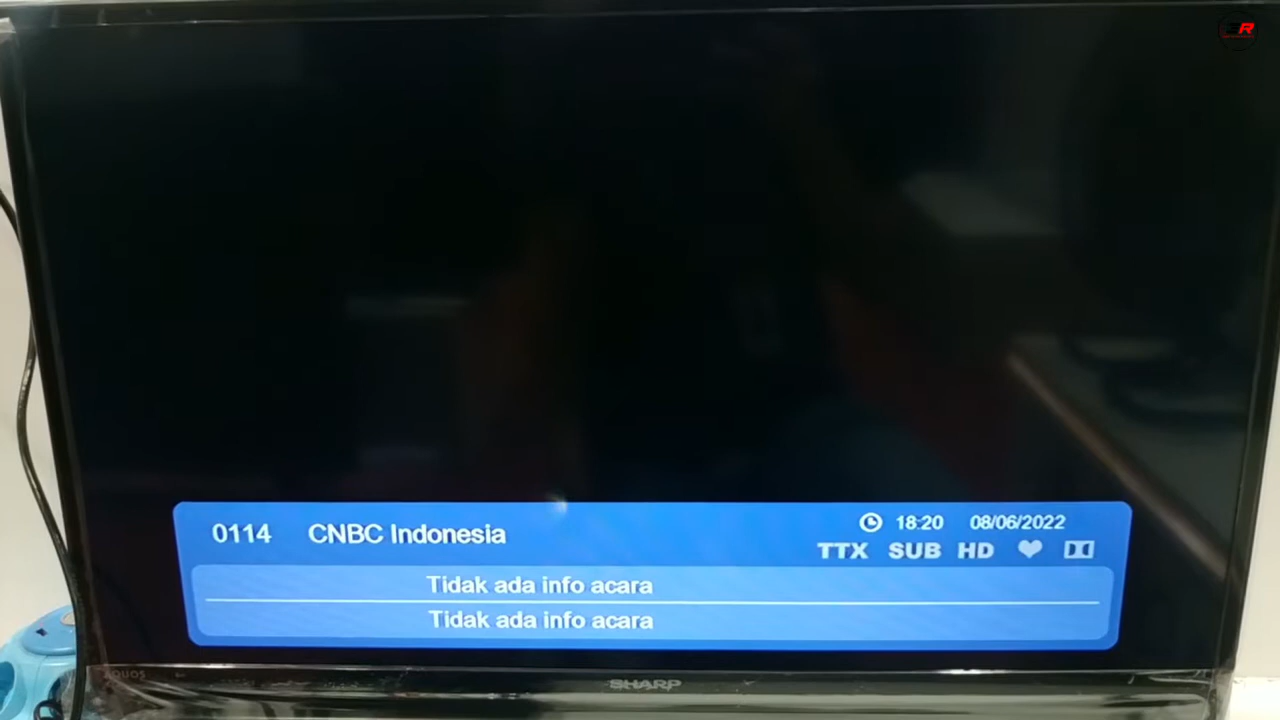 0114 CNBC Indonesia
18:20 08/06/2022
TTX SUB HD
Tidak ada info acara
Tidak ada info acara
AQUOS
SHARP